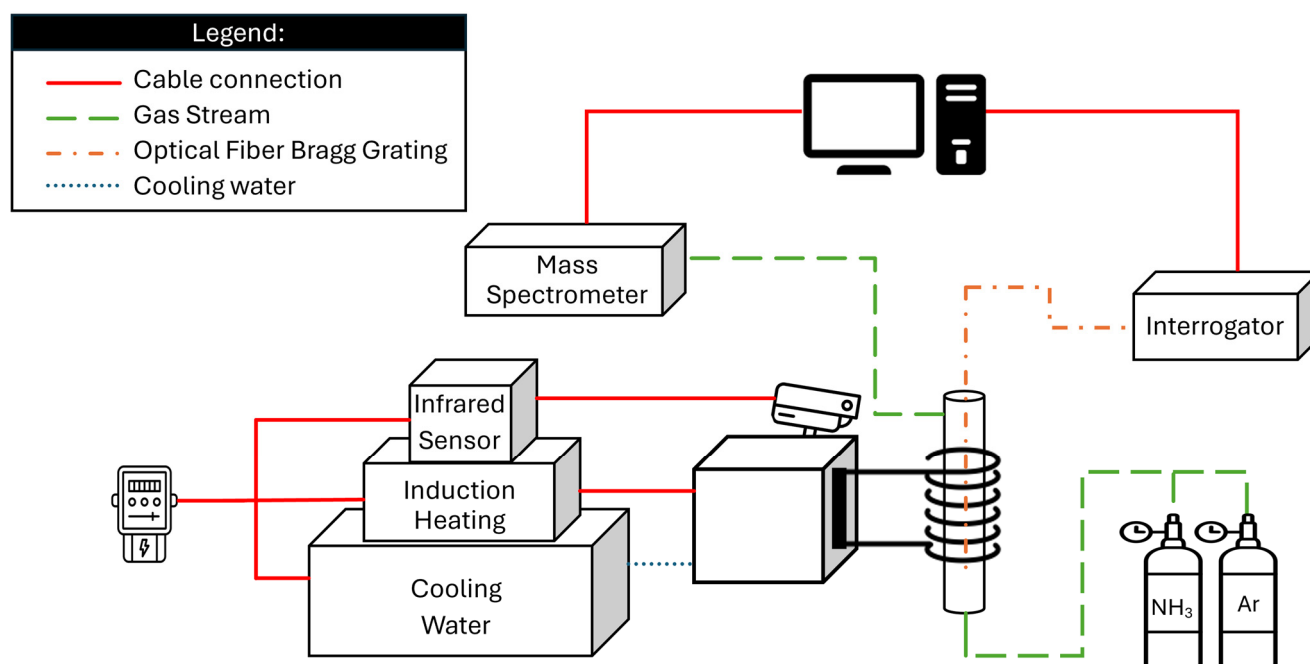 Legend:
Cable connection
Gas Stream
Optical Fiber Bragg Grating
Cooling water
Mass
Spectrometer
Interrogator
Infrared
Sensor
Induction
Heating
Cooling
Water
NH₃
Ar